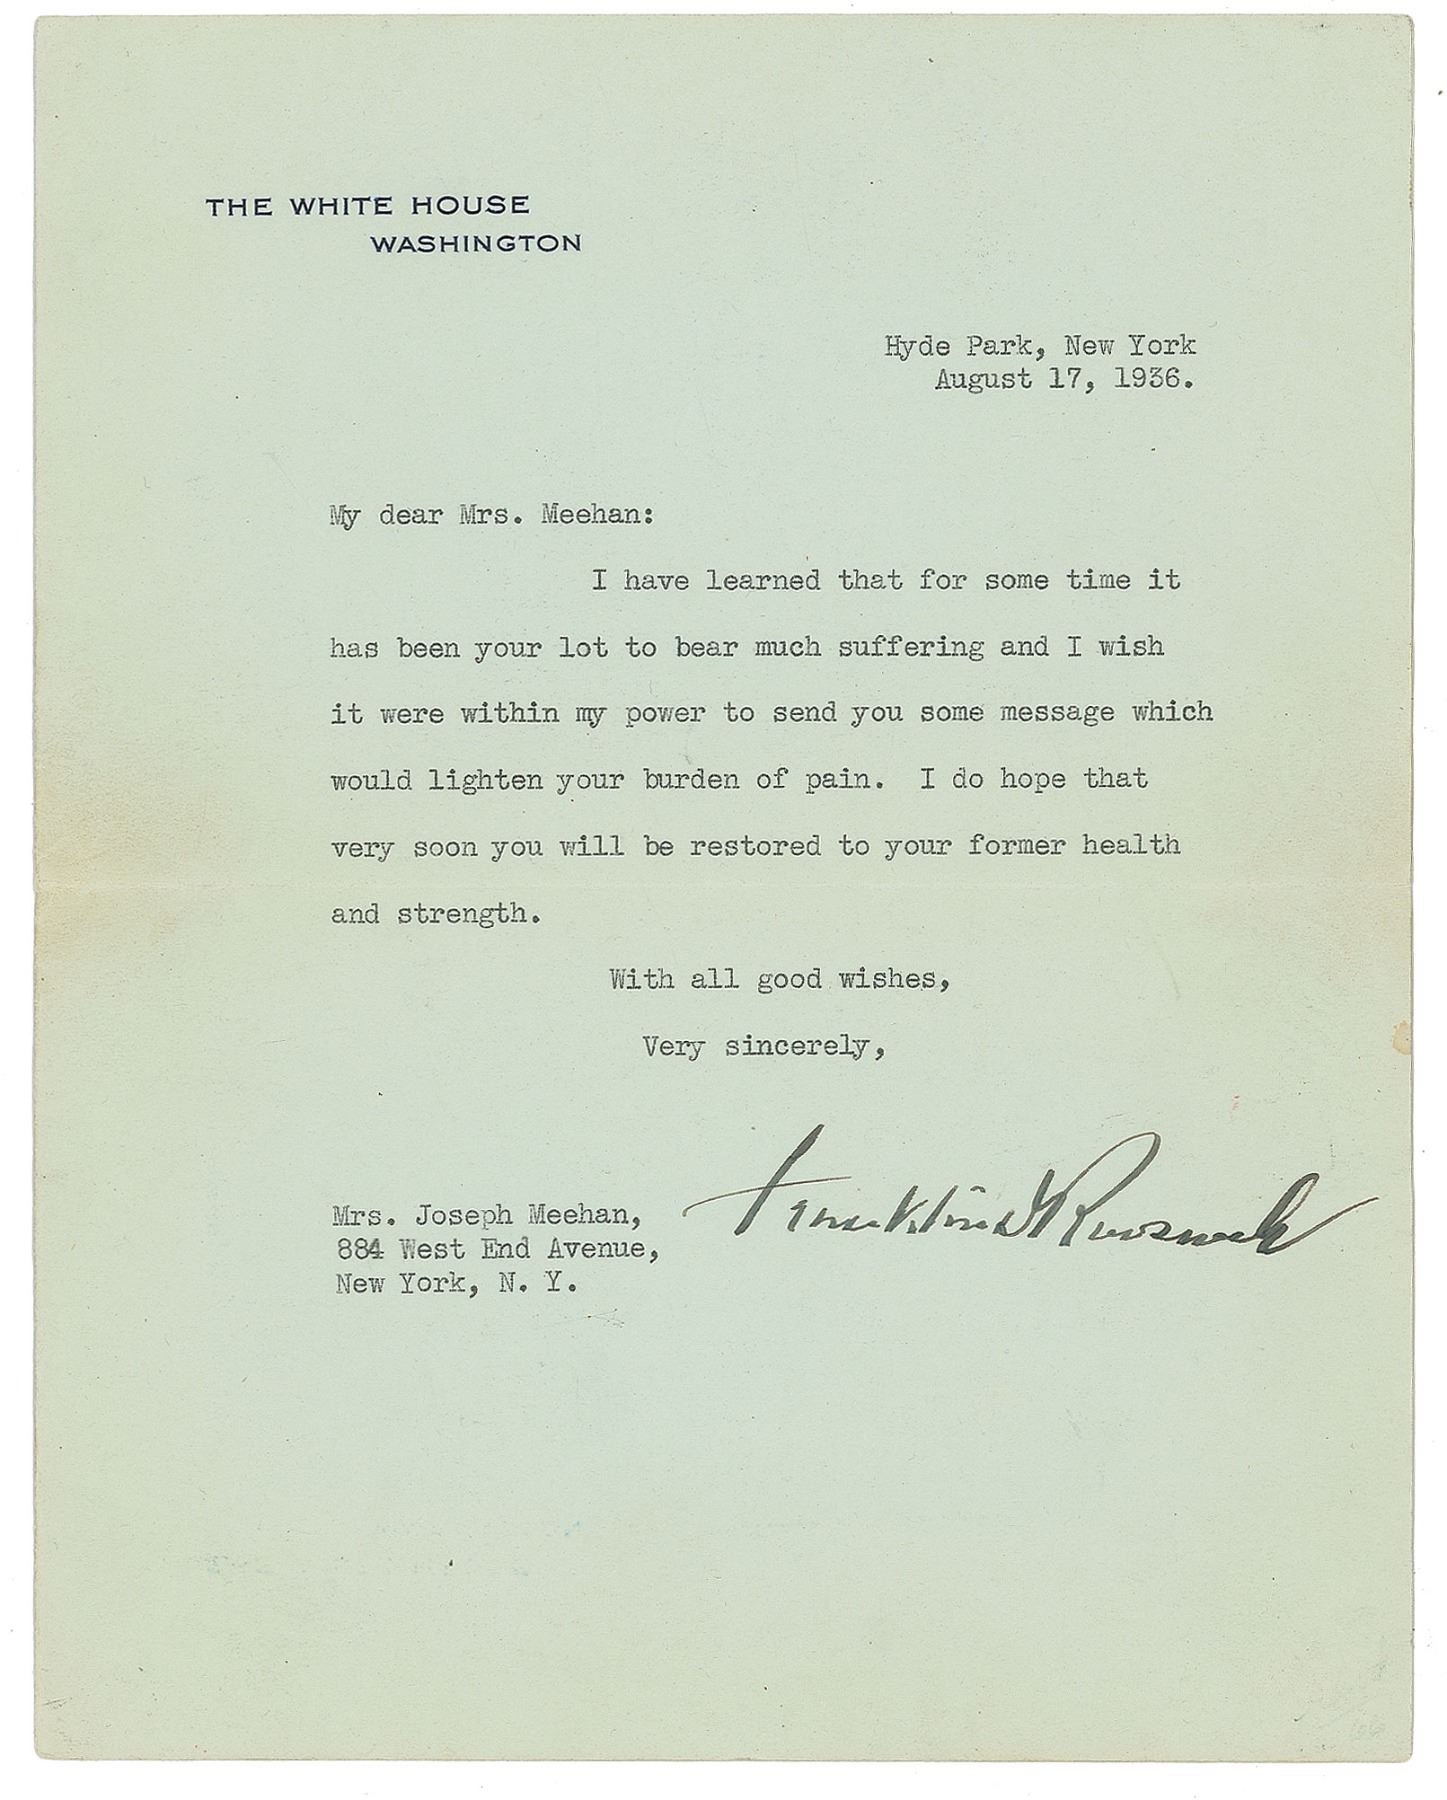 THE WHITE HOUSE
WASHINGTON
Hyde Park, New York
August 17, 1936.
My dear Mrs. Meehan:
I have learned that for some time it
has been your lot to bear much suffering and I wish
it were within my power to send you some message which
would lighten your burden of pain. I do hope that
very soon you will be restored to your former health
and strength.
With all good wishes,
Very sincerely,
Franklin D Roosevelt
Mrs. Joseph Meehan,
884 West End Avenue,
New York, N. Y.